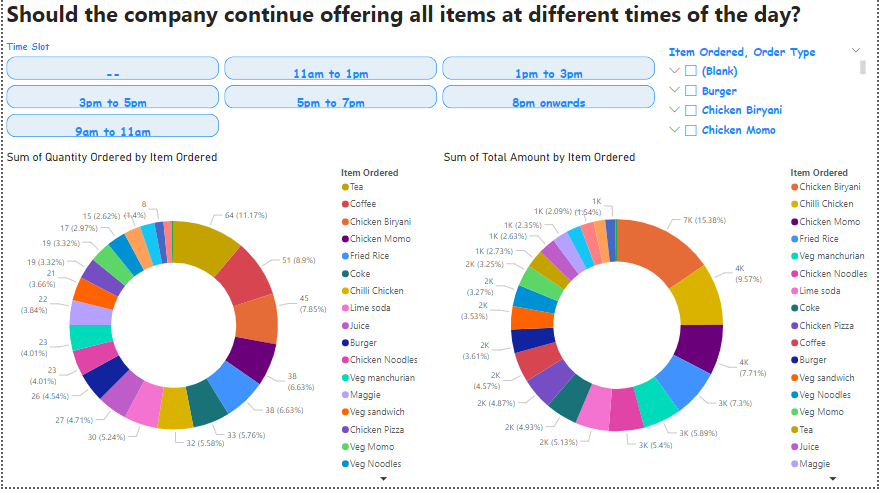 Should the company continue offering all items at different times of the day?
Time Slot
--
11am to 1pm
1pm to 3pm
3pm to 5pm
5pm to 7pm
8pm onwards
9am to 11am
Item Ordered, Order Type
(Blank)
Burger
Chicken Biryani
Chicken Momo
Sum of Quantity Ordered by Item Ordered
64 (11.17%)
51 (8.9%)
45
(7.85%)
38
(6.63%)
38 (6.63%)
33 (5.76%)
32 (5.58%)
30 (5.24%)
27 (4.71%)
26 (4.54%)
23
(4.01%)
23
(4.01%)
22
(3.84%)
21
(3.66%)
19 (3.32%)
19 (3.32%)
17 (2.97%)
15 (2.62%)
8
(1.4%)
Item Ordered
Tea
Coffee
Chicken Biryani
Chicken Momo
Fried Rice
Coke
Chilli Chicken
Lime soda
Juice
Burger
Chicken Noodles
Veg manchurian
Maggie
Veg sandwich
Chicken Pizza
Veg Momo
Veg Noodles
Sum of Total Amount by Item Ordered
7K (15.38%)
4K
(9.57%)
4K
(7.71%)
3K (7.3%)
3K (5.89%)
3K (5.4%)
2K (5.13%)
2K (4.93%)
2K (4.87%)
2K
(4.57%)
2K
(3.61%)
2K
(3.53%)
2K
(3.27%)
2K (3.25%)
1K (2.73%)
1K
(2.63%)
1K
(2.35%)
1K (2.09%)
1K
(1.54%)
Item Ordered
Chicken Biryani
Chilli Chicken
Chicken Momo
Fried Rice
Veg manchurian
Chicken Noodles
Lime soda
Coke
Chicken Pizza
Coffee
Burger
Veg sandwich
Veg Noodles
Veg Momo
Tea
Juice
Maggie